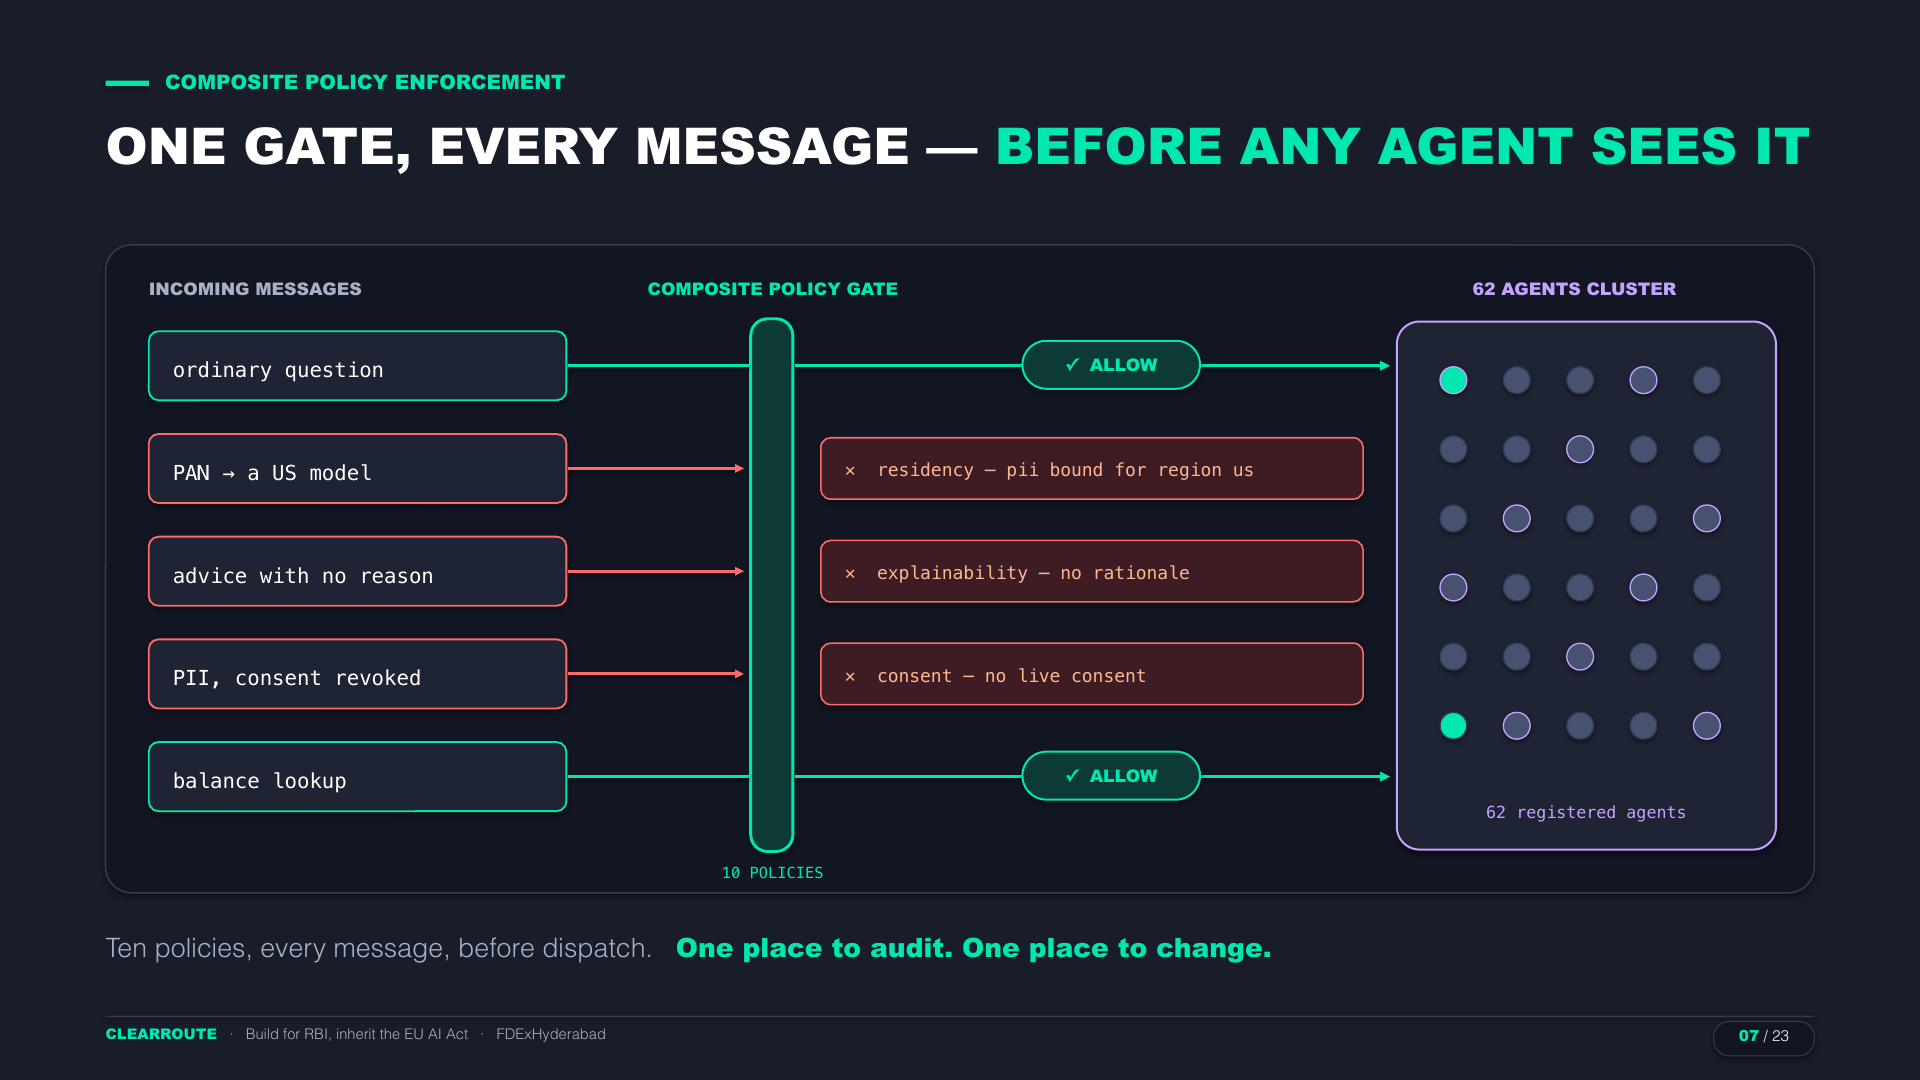 COMPOSITE POLICY ENFORCEMENT
ONE GATE, EVERY MESSAGE — BEFORE ANY AGENT SEES IT
INCOMING MESSAGES
COMPOSITE POLICY GATE
62 AGENTS CLUSTER
ordinary question
✓ ALLOW
PAN → a US model
× residency — pii bound for region us
advice with no reason
× explainability — no rationale
PII, consent revoked
× consent — no live consent
balance lookup
✓ ALLOW
62 registered agents
10 POLICIES
Ten policies, every message, before dispatch. One place to audit. One place to change.
CLEARROUTE · Build for RBI, inherit the EU AI Act · FDExHyderabad
07 / 23